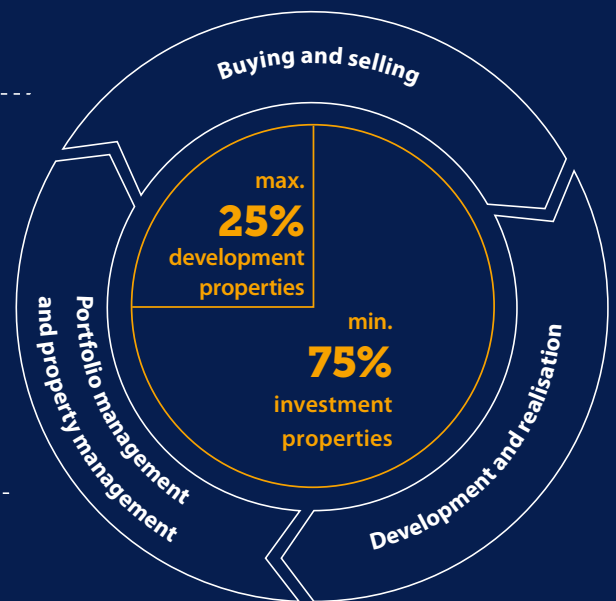 Buying and selling
max.
25%
development
properties
min.
75%
investment
properties
Development and realisation
Portfolio management
and property management